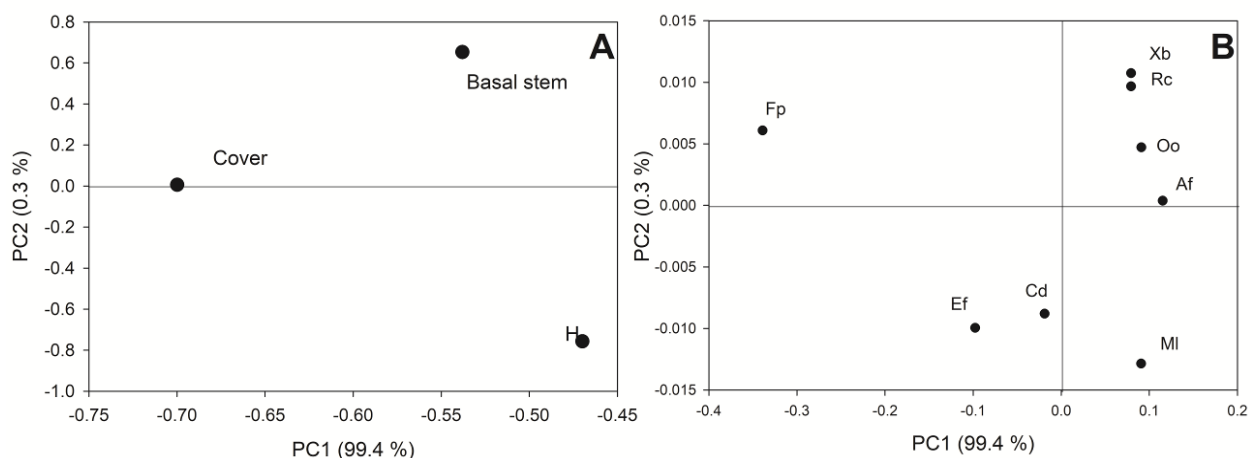 A
0.8
0.6
0.4
0.2
0.0
-0.2
-0.4
-0.6
-0.8
-1.0
PC2 (0.3 %)
Basal stem
Cover
H
-0.75 -0.70 -0.65 -0.60 -0.55 -0.50 -0.45
PC1 (99.4 %)
B
0.015
0.010
0.005
0.000
-0.005
-0.010
-0.015
PC2 (0.3 %)
Xb
Rc
Fp
Oo
Af
Ef
Cd
Ml
-0.4 -0.3 -0.2 -0.1 0.0 0.1 0.2
PC1 (99.4 %)